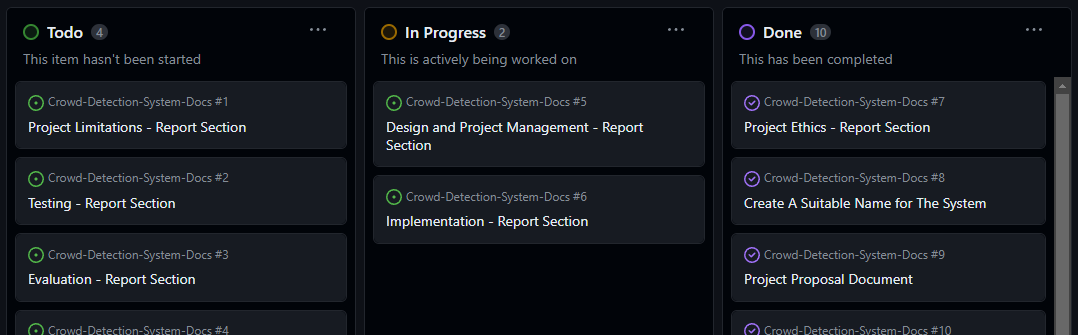 Todo 4 ...
This item hasn't been started
Crowd-Detection-System-Docs #1
Project Limitations - Report Section
Crowd-Detection-System-Docs #2
Testing - Report Section
Crowd-Detection-System-Docs #3
Evaluation - Report Section
Crowd-Detection-System-Docs #4
In Progress 2 ...
This is actively being worked on
Crowd-Detection-System-Docs #5
Design and Project Management - Report
Section
Crowd-Detection-System-Docs #6
Implementation - Report Section
Done 10 ...
This has been completed
Crowd-Detection-System-Docs #7
Project Ethics - Report Section
Crowd-Detection-System-Docs #8
Create A Suitable Name for The System
Crowd-Detection-System-Docs #9
Project Proposal Document
Crowd-Detection-System-Docs #10